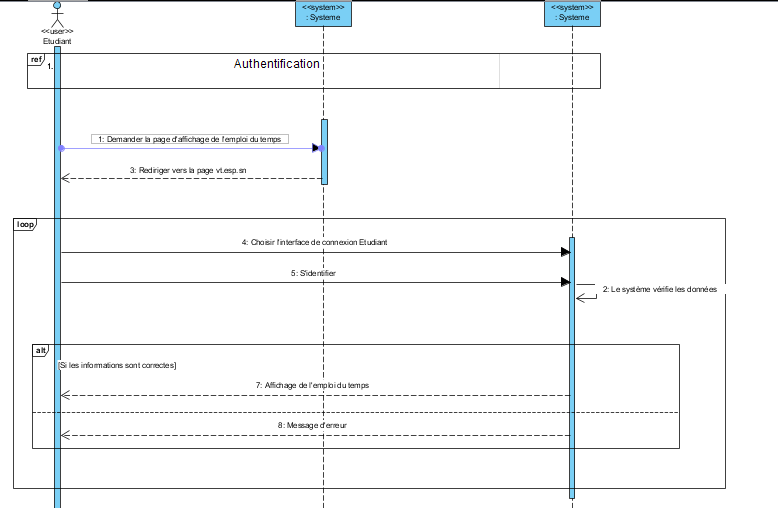 <<user>>
Etudiant
<<system>>
: Systeme
<<system>>
: Systeme
ref
1.
Authentification
1: Demander la page d'affichage de l'emploi du temps
3: Rediriger vers la page vt.esp.sn
loop
4: Choisir l'interface de connexion Etudiant
5: S'identifier
2: Le système vérifie les données
alt
[Si les informations sont correctes]
7: Affichage de l'emploi du temps
8: Message d'erreur